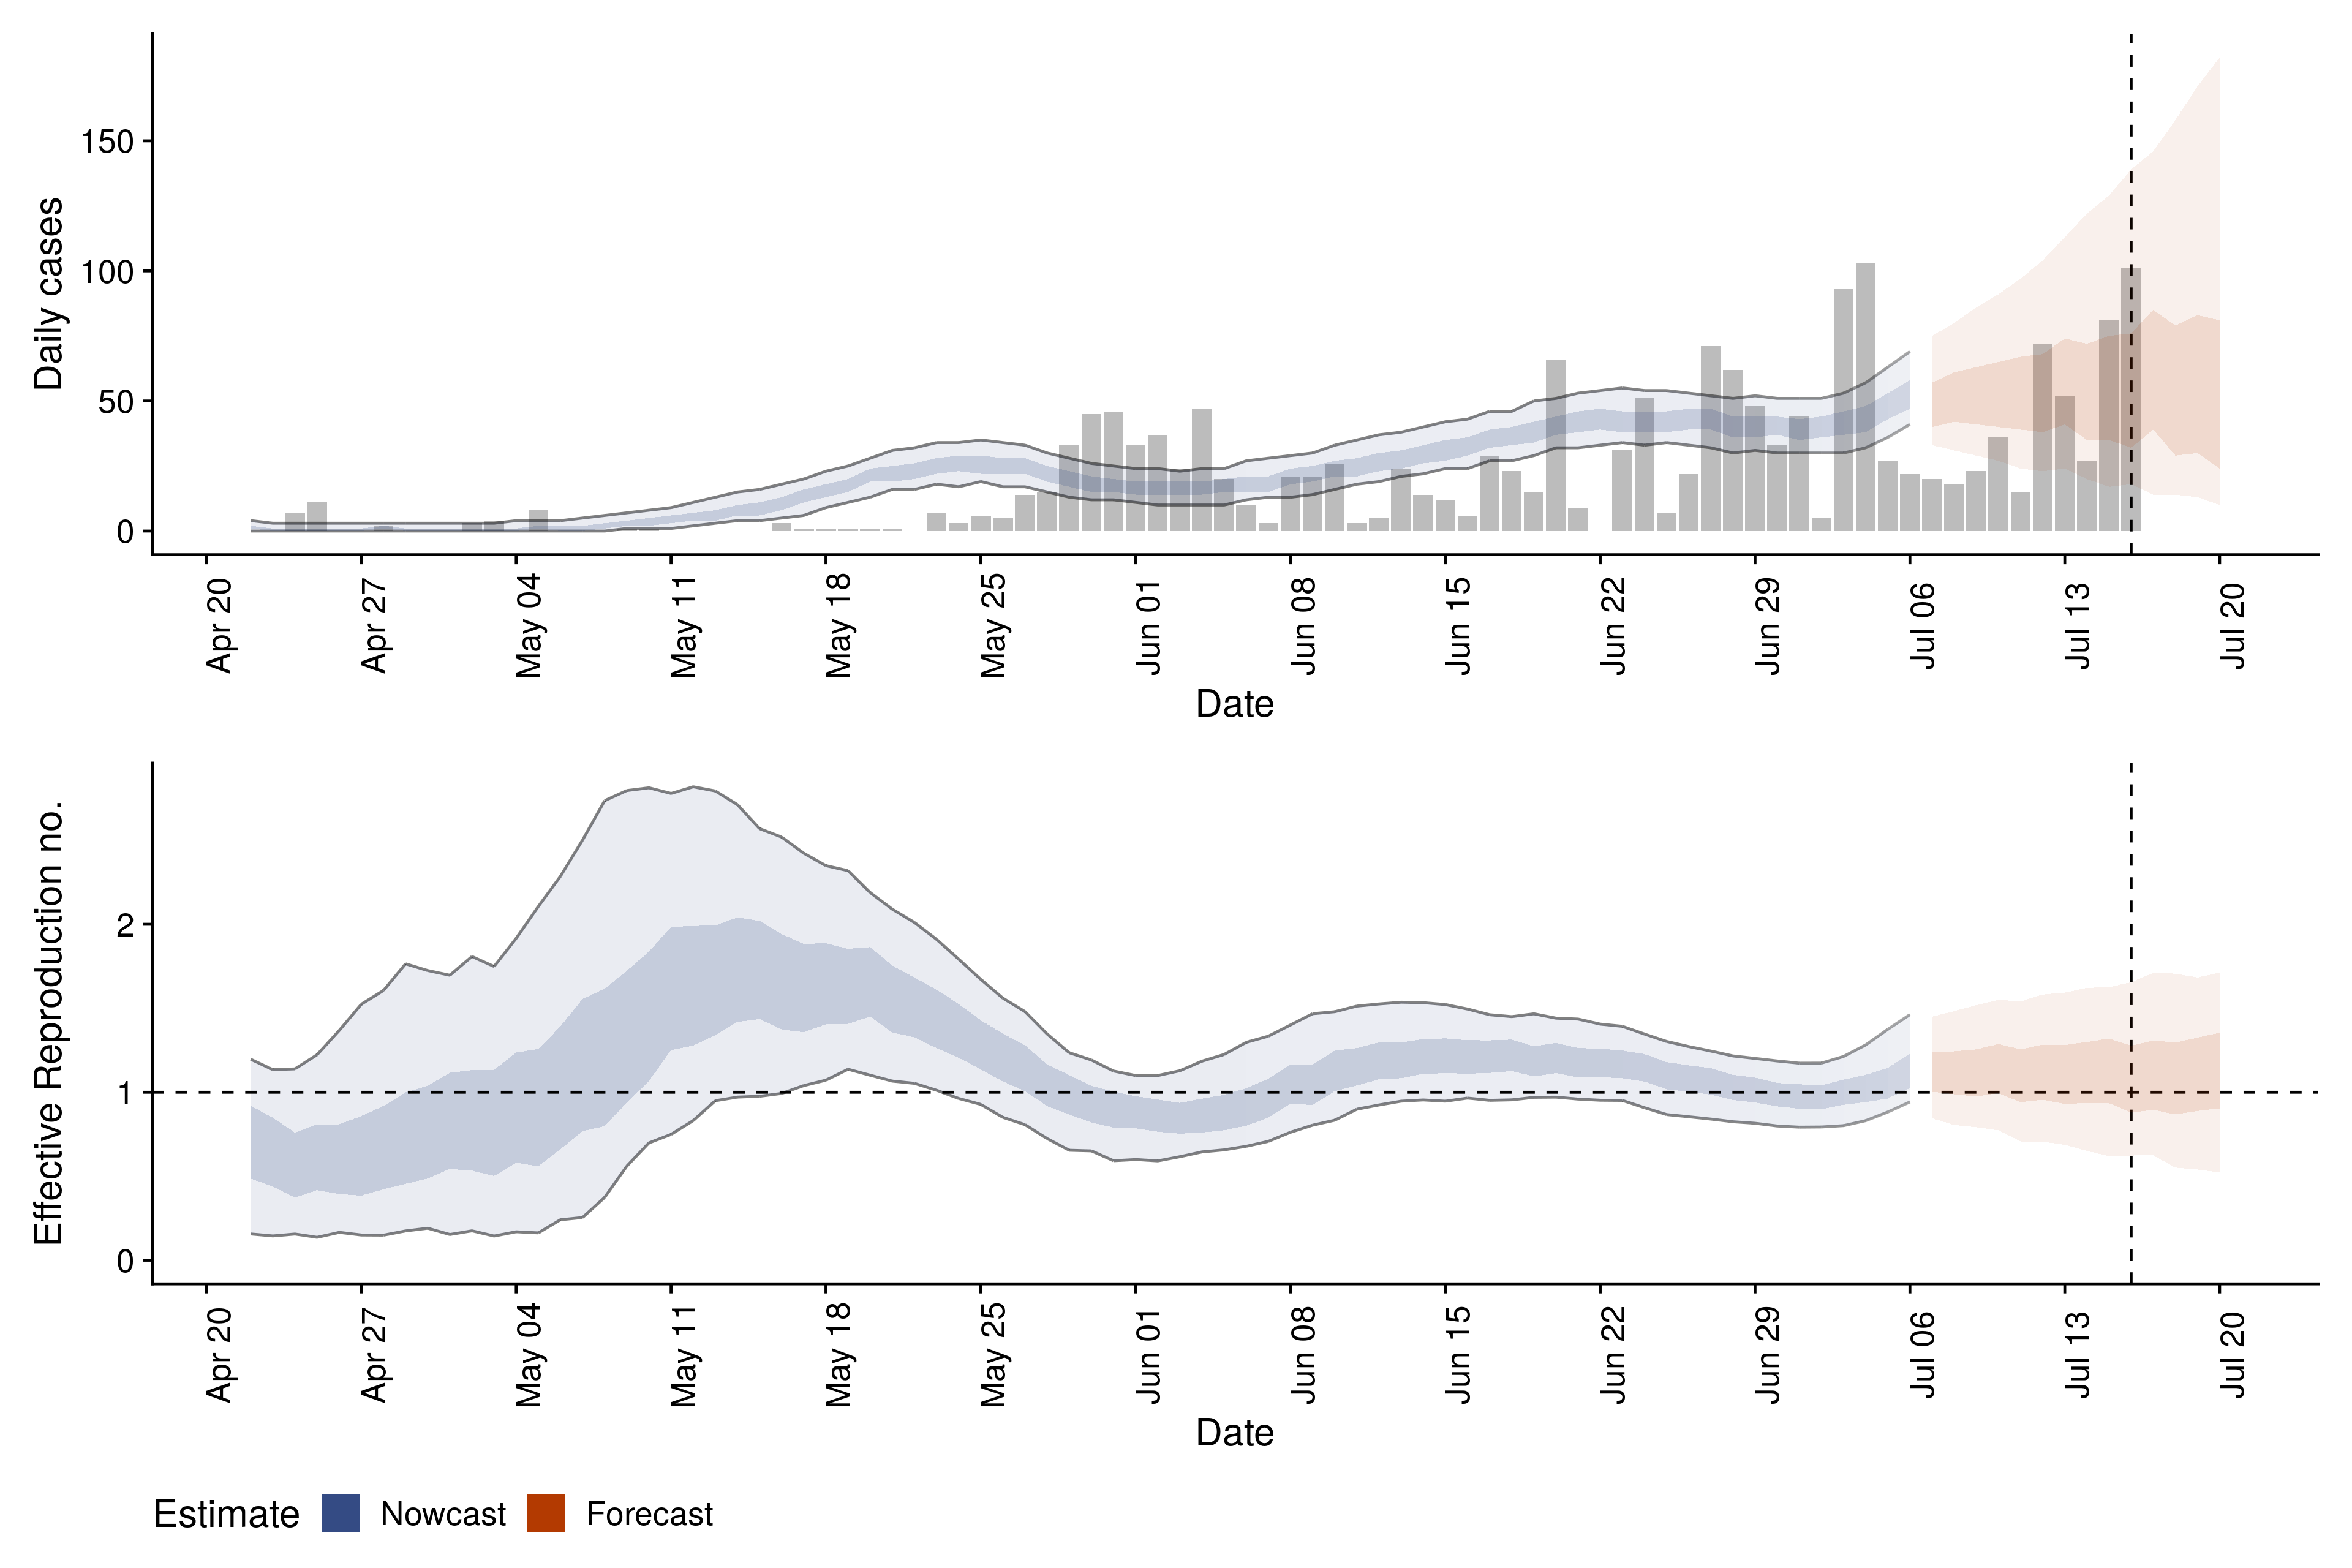 Daily cases
150
100
50
0
Apr 20
Apr 27
May 04
May 11
May 18
May 25
Jun 01
Jun 08
Jun 15
Jun 22
Jun 29
Jul 06
Jul 13
Jul 20
Date
Effective Reproduction no.
2
1
0
Apr 20
Apr 27
May 04
May 11
May 18
May 25
Jun 01
Jun 08
Jun 15
Jun 22
Jun 29
Jul 06
Jul 13
Jul 20
Date
Estimate Nowcast Forecast